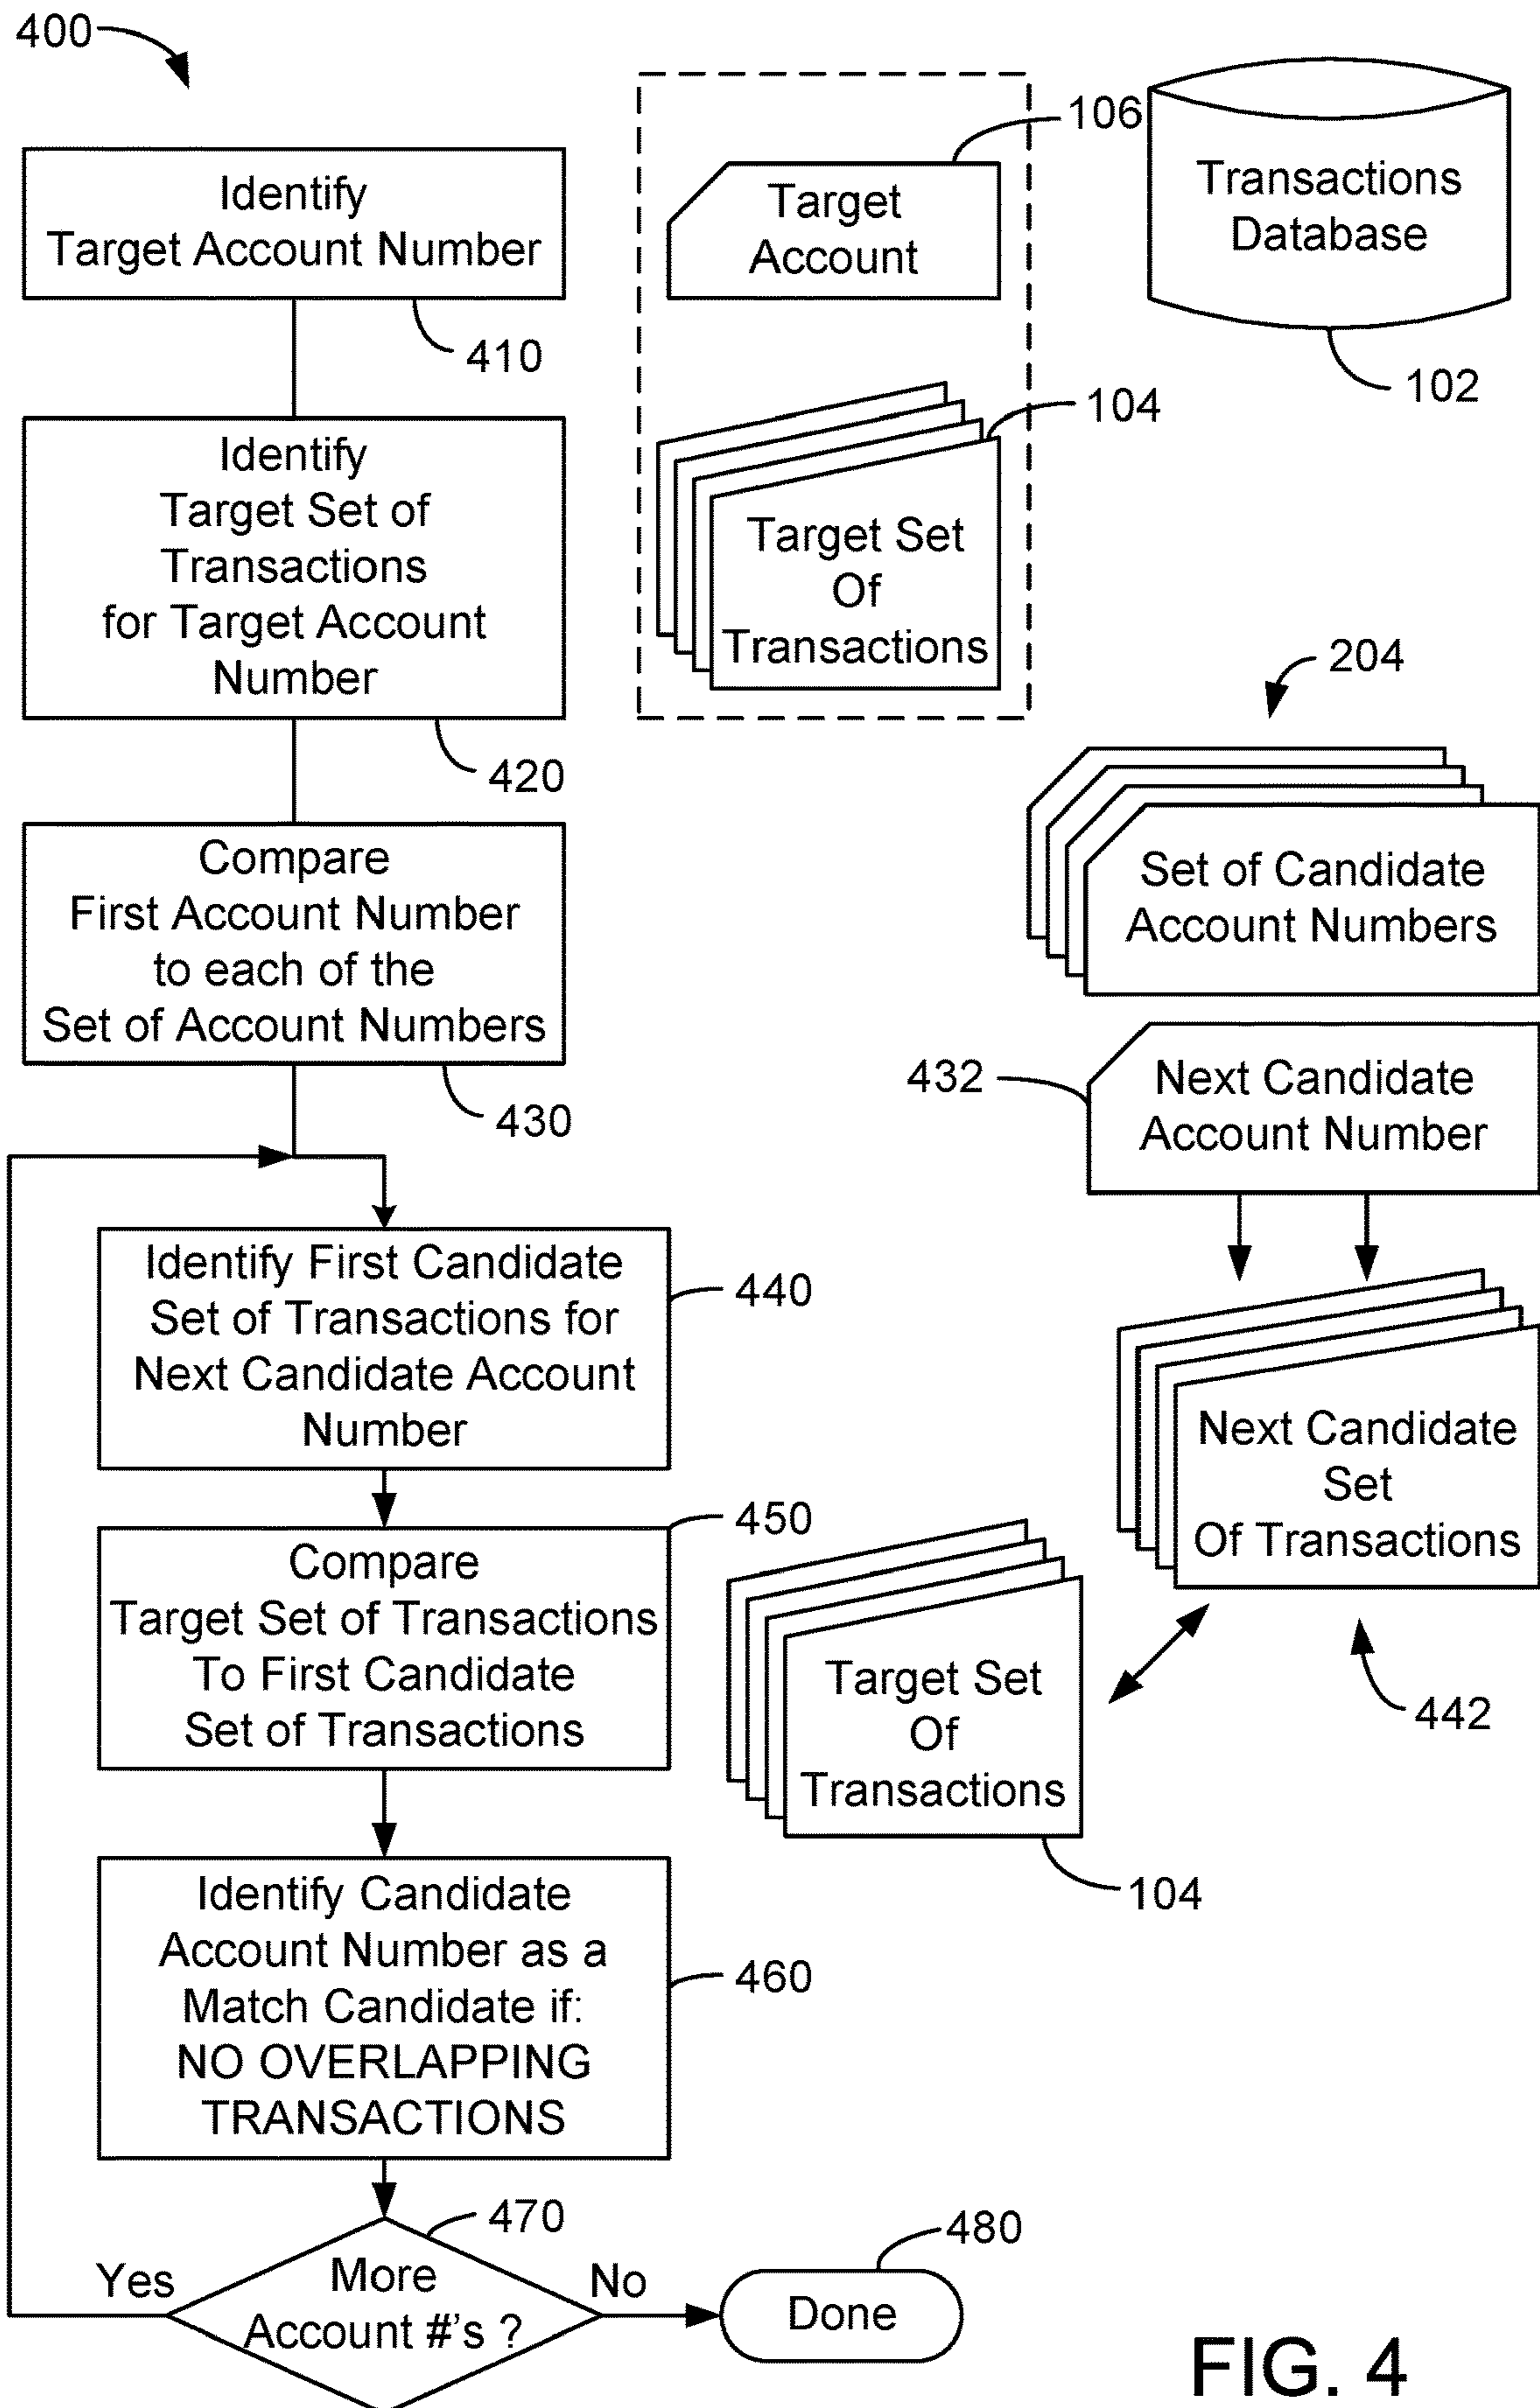 400
Identify
Target Account Number
410
Identify
Target Set of
Transactions
for Target Account
Number
420
Compare
First Account Number
to each of the
Set of Account Numbers
430
Identify First Candidate
Set of Transactions for
Next Candidate Account
Number
440
Compare
Target Set of Transactions
To First Candidate
Set of Transactions
450
Identify Candidate
Account Number as a
Match Candidate if:
NO OVERLAPPING
TRANSACTIONS
460
More
Account #'s ?
470
Yes
No
Done
480
Target
Account
106
Transactions
Database
102
Target Set
Of
Transactions
104
204
Set of Candidate
Account Numbers
Next Candidate
Account Number
432
Next Candidate
Set
Of Transactions
442
Target Set
Of
Transactions
104
FIG. 4